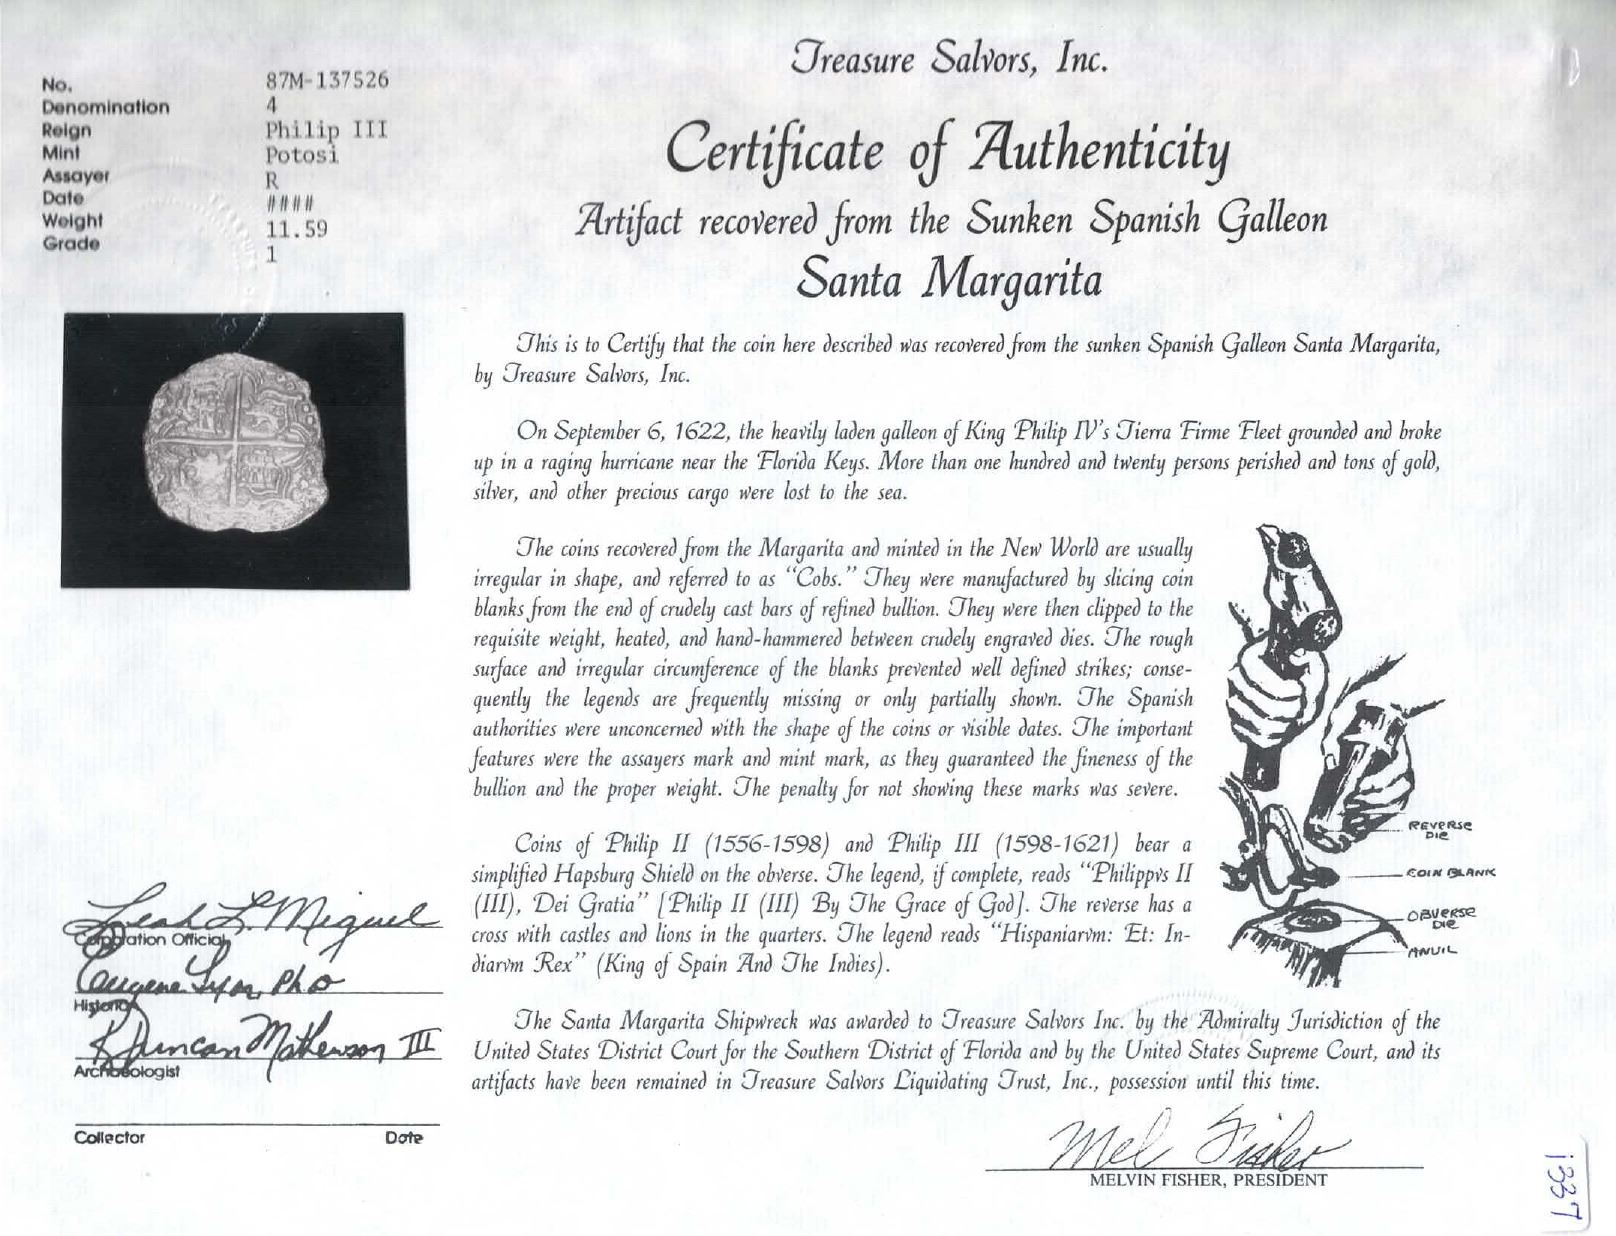 Treasure Salvors, Inc.
Certificate of Authenticity
Artifact recovered from the Sunken Spanish Galleon
Santa Margarita
No. 87M-137526
Denomination 4
Reign Philip III
Mint Potosi
Assayer R
Date ####
Weight 11.59
Grade 1
This is to Certify that the coin here described was recovered from the sunken Spanish Galleon Santa Margarita,
by Treasure Salvors, Inc.
On September 6, 1622, the heavily laden galleon of King Philip IV's Tierra Firme Fleet grounded and broke
up in a raging hurricane near the Florida Keys. More than one hundred and twenty persons perished and tons of gold,
silver, and other precious cargo were lost to the sea.
The coins recovered from the Margarita and minted in the New World are usually
irregular in shape, and referred to as "Cobs." They were manufactured by slicing coin
blanks from the end of crudely cast bars of refined bullion. They were then clipped to the
requisite weight, heated, and hand-hammered between crudely engraved dies. The rough
surface and irregular circumference of the blanks prevented well defined strikes; conse-
quently the legends are frequently missing or only partially shown. The Spanish
authorities were unconcerned with the shape of the coins or visible dates. The important
features were the assayers mark and mint mark, as they guaranteed the fineness of the
bullion and the proper weight. The penalty for not showing these marks was severe.
Coins of Philip II (1556-1598) and Philip III (1598-1621) bear a
simplified Hapsburg Shield on the obverse. The legend, if complete, reads "Philippvs II
(III), Dei Gratia" [Philip II (III) By The Grace of God]. The reverse has a
cross with castles and lions in the quarters. The legend reads "Hispaniarvm: Et: In-
diarvm Rex" (King of Spain And The Indies).
REVERSE
DIE
COIN BLANK
OBVERSE
DIE
ANVIL
The Santa Margarita Shipwreck was awarded to Treasure Salvors Inc. by the Admiralty Jurisdiction of the
United States District Court for the Southern District of Florida and by the United States Supreme Court, and its
artifacts have been remained in Treasure Salvors Liquidating Trust, Inc., possession until this time.
Leah L. Miguel
Corporation Official
Eugene Lyon, PhD
Historian
R Duncan Mathewson III
Archaeologist
Collector Date
Mel Fisher
MELVIN FISHER, PRESIDENT
1337